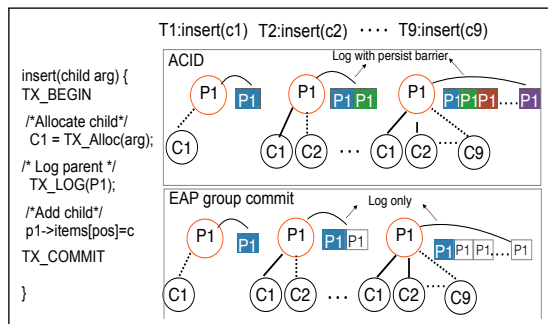 T1:insert(c1) T2:insert(c2) ···· T9:insert(c9)
insert(child arg) {
TX_BEGIN
/*Allocate child*/
C1 = TX_Alloc(arg);
/* Log parent */
TX_LOG(P1);
/*Add child*/
p1->items[pos]=c
TX_COMMIT
}
ACID
Log with persist barrier
P1 P1 P1 P1 P1 P1 P1 P1 P1 ..... P1
C1 C1 C2 ... C1 C2 ..... C9
EAP group commit
Log only
P1 P1 P1 P1 P1 P1 P1 P1 P1 ..... P1
C1 C1 C2 ... C1 C2 ..... C9